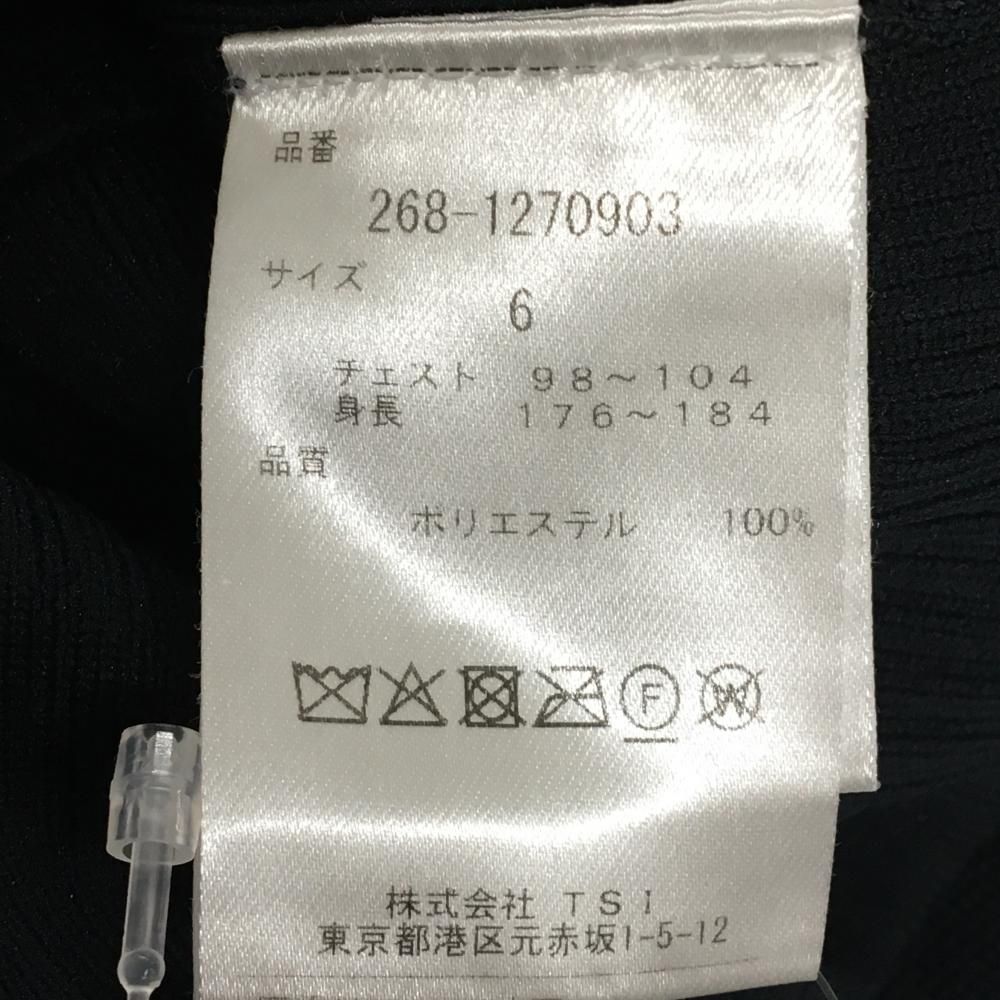 品番
268-1270903
サイズ
6
チェスト 98~104
身長 176~184
品質
ポリエステル 100%
F W
株式会社 TSI
東京都港区元赤坂1-5-12